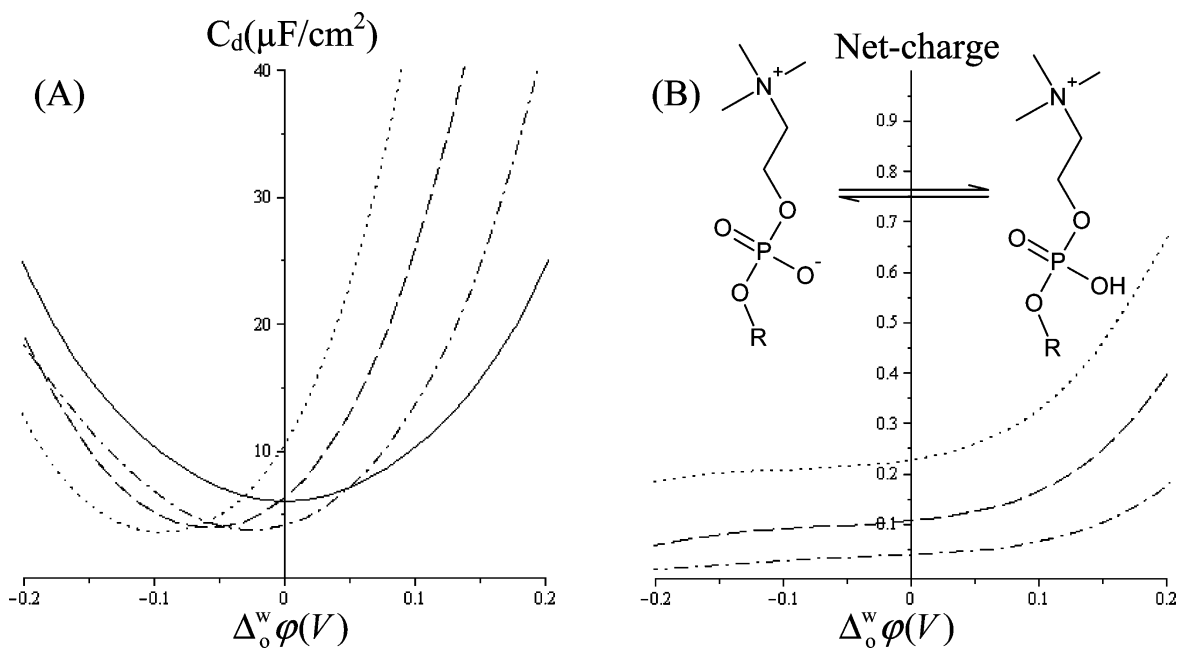 C_d(µF/cm²)
(A)
40
30
20
10
−0.2
−0.1
0
0.1
0.2
Δ_o^w φ(V)
Net-charge
(B)
0.9
0.8
0.7
0.6
0.5
0.4
0.3
0.2
0.1
−0.2
−0.1
0
0.1
0.2
Δ_o^w φ(V)
N⁺
O
O
P
O⁻
O
R
N⁺
O
O
P
OH
O
R